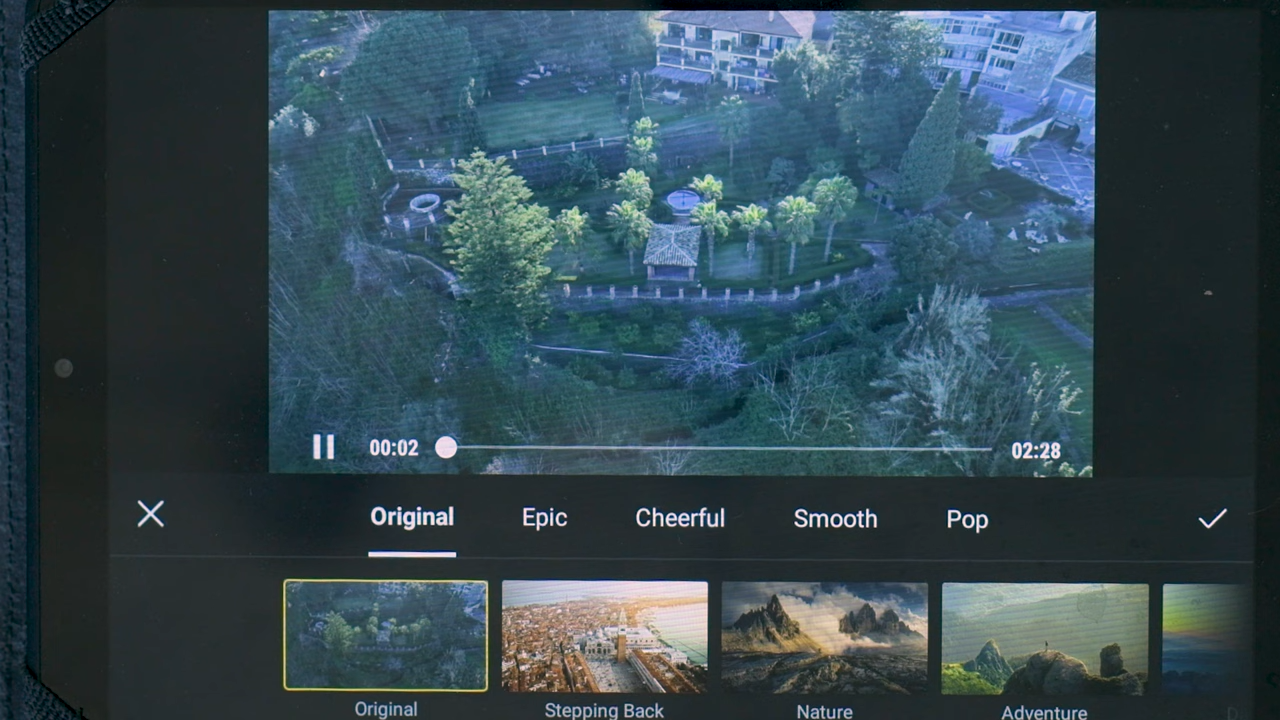 00:02 02:28
Original Epic Cheerful Smooth Pop
Original Stepping Back Nature Adventure